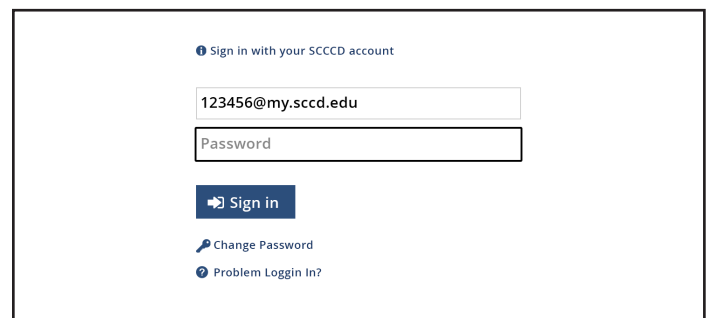 Sign in with your SCCCD account
123456@my.sccd.edu
Password
Sign in
Change Password
Problem Loggin In?